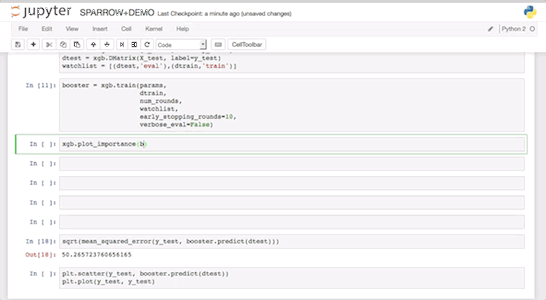 jupyter SPARROW+DEMO Last Checkpoint: a minute ago (unsaved changes)
File Edit View Insert Cell Kernel Help Python 2
Code CellToolbar
dtest = xgb.DMatrix(X_test, label=y_test)
watchlist = [(dtest,'eval'),(dtrain,'train')]
In [11]: booster = xgb.train(params,
dtrain,
num_rounds,
watchlist,
early_stopping_rounds=10,
verbose_eval=False)
In [ ]: xgb.plot_importance(b)
In [ ]:
In [ ]:
In [ ]:
In [ ]:
In [18]: sqrt(mean_squared_error(y_test, booster.predict(dtest)))
Out[18]: 50.265723760656165
In [ ]: plt.scatter(y_test, booster.predict(dtest))
plt.plot(y_test, y_test)